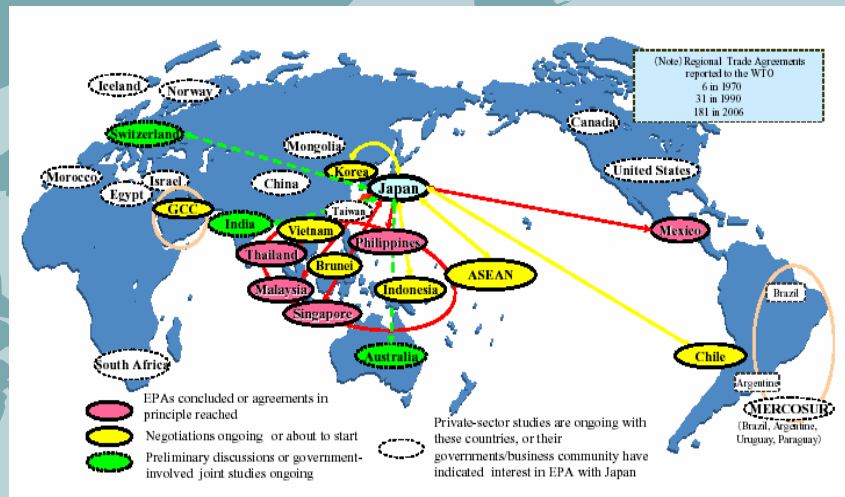 (Note) Regional Trade Agreements
reported to the WTO
6 in 1970
31 in 1990
181 in 2006
Iceland
Norway
Canada
Switzerland
Mongolia
Korea
United States
Morocco
Israel
Egypt
China
Japan
GCC
Taiwan
India
Vietnam
Mexico
Thailand
Philippines
Brunei
ASEAN
Malaysia
Indonesia
Brazil
Singapore
Australia
Chile
South Africa
Argentine
EPAs concluded or agreements in
principle reached
Negotiations ongoing or about to start
Preliminary discussions or government-
involved joint studies ongoing
Private-sector studies are ongoing with
these countries, or their
governments/business community have
indicated interest in EPA with Japan
MERCOSUR
(Brazil, Argentine,
Uruguay, Paraguay)